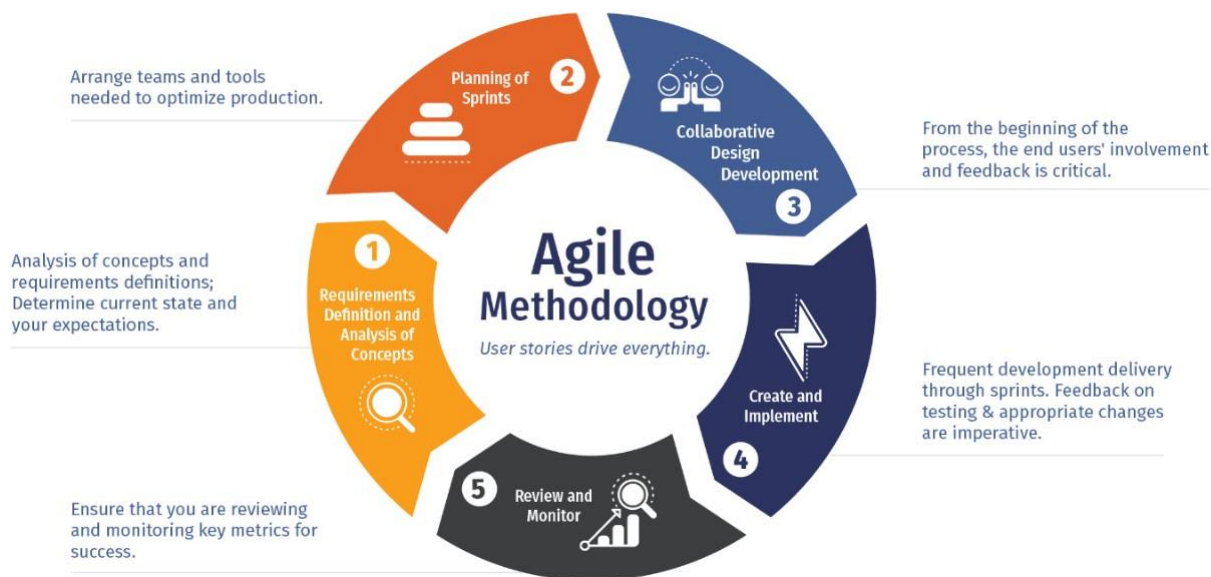 Agile
Methodology
User stories drive everything.
1
Requirements
Definition and
Analysis of
Concepts
Analysis of concepts and
requirements definitions;
Determine current state and
your expectations.
2
Planning of
Sprints
Arrange teams and tools
needed to optimize production.
Collaborative
Design
Development
3
From the beginning of the
process, the end users' involvement
and feedback is critical.
Create and
Implement
4
Frequent development delivery
through sprints. Feedback on
testing & appropriate changes
are imperative.
5
Review and
Monitor
Ensure that you are reviewing
and monitoring key metrics for
success.